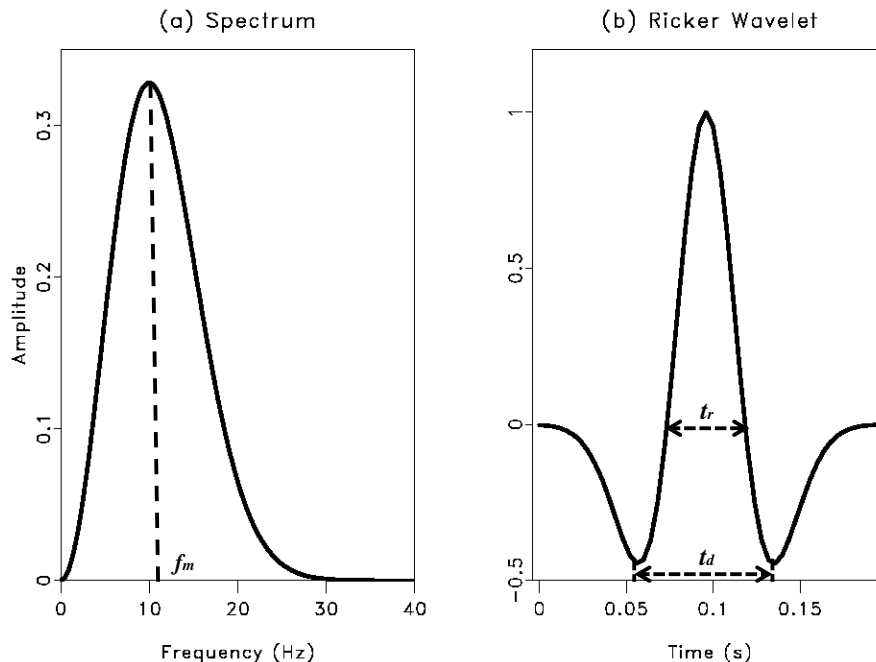 (a) Spectrum
Amplitude
0
0.1
0.2
0.3
fm
0 10 20 30 40
Frequency (Hz)
(b) Ricker Wavelet
1
0.5
0
−0.5
tr
td
0 0.05 0.1 0.15
Time (s)